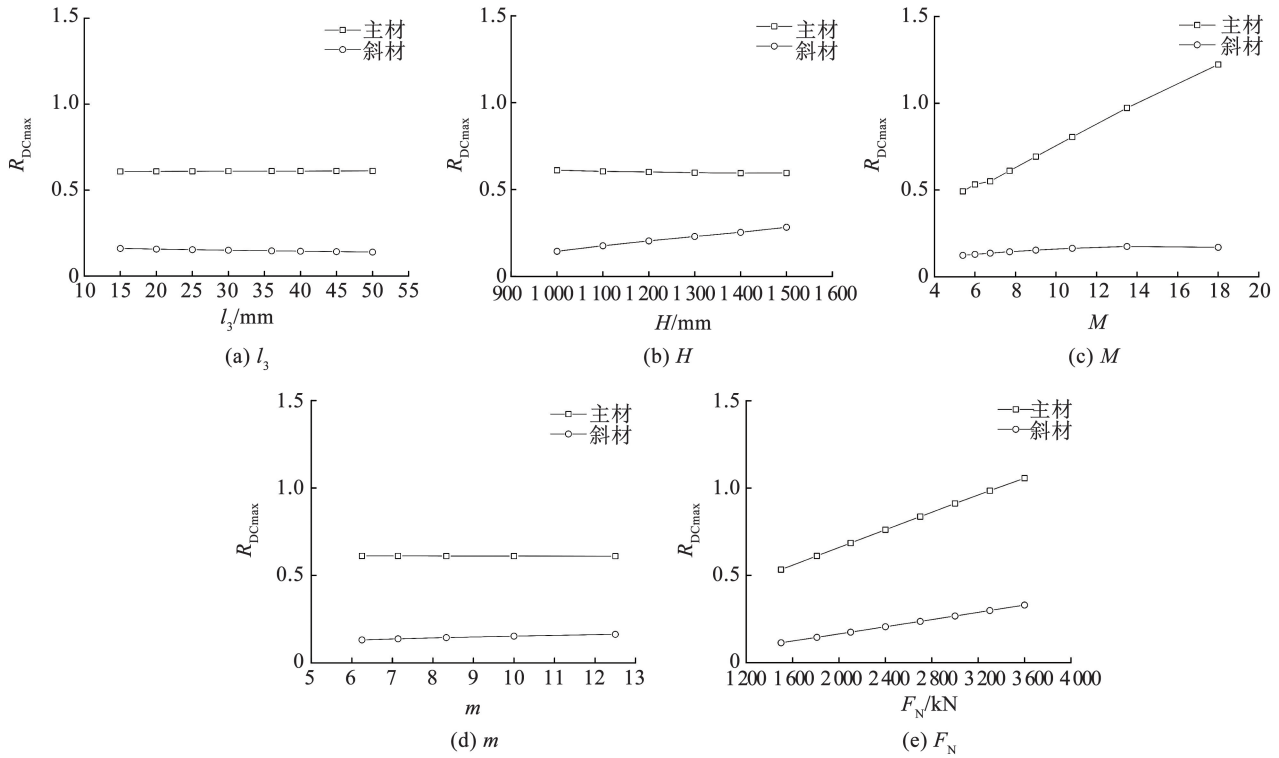 1.5
1.0
0.5
0
R_DCmax
主材
斜材
10 15 20 25 30 35 40 45 50 55
l_3/mm
(a) l_3
1.5
1.0
0.5
0
R_DCmax
主材
斜材
900 1 000 1 100 1 200 1 300 1 400 1 500 1 600
H/mm
(b) H
1.5
1.0
0.5
0
R_DCmax
主材
斜材
4 6 8 10 12 14 16 18 20
M
(c) M
1.5
1.0
0.5
0
R_DCmax
主材
斜材
5 6 7 8 9 10 11 12 13
m
(d) m
1.5
1.0
0.5
0
R_DCmax
主材
斜材
1 200 1 600 2 000 2 400 2 800 3 200 3 600 4 000
F_N/kN
(e) F_N